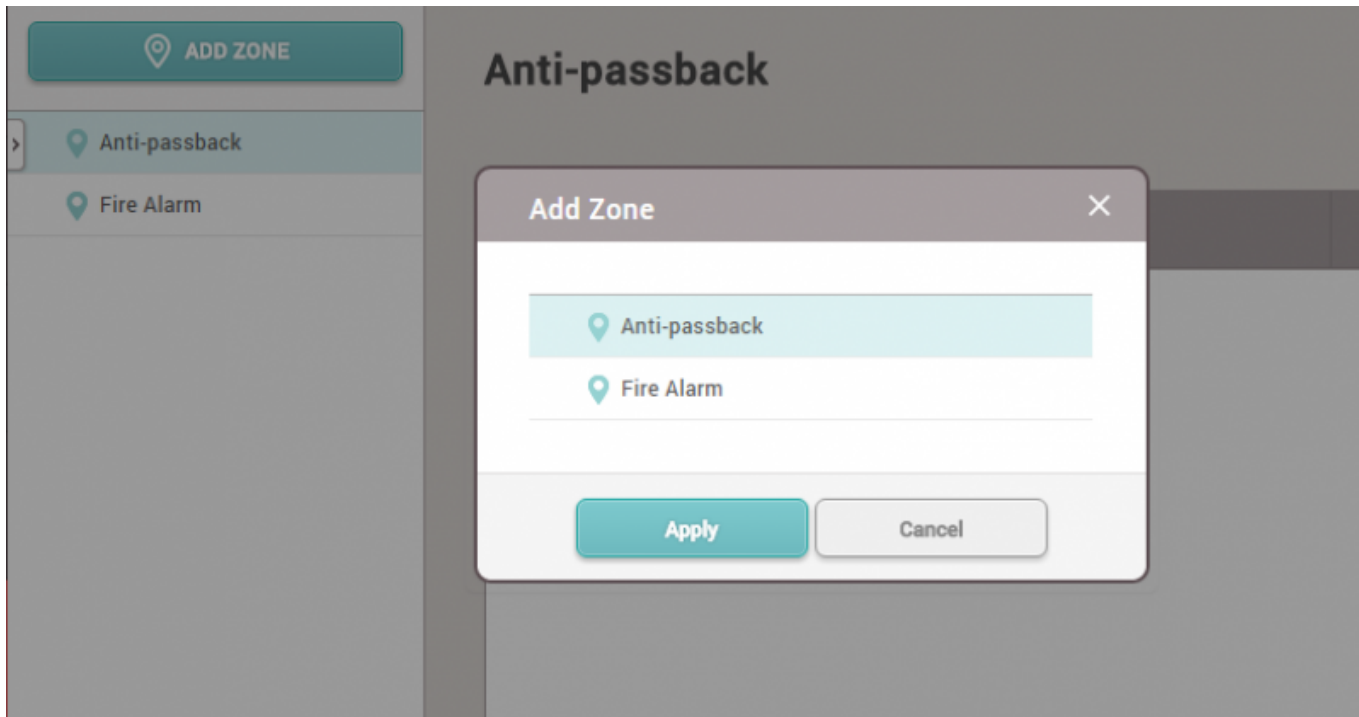 ADD ZONE
Anti-passback
Fire Alarm
Anti-passback
Add Zone
Anti-passback
Fire Alarm
Apply
Cancel